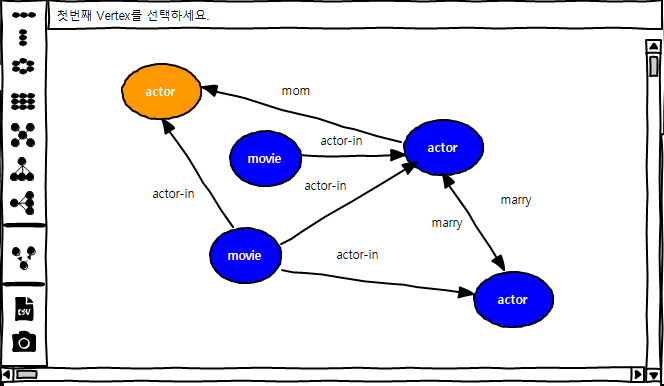 첫번째 Vertex를 선택하세요.
actor
mom
actor-in
actor
movie
actor-in
actor-in
marry
marry
movie
actor-in
actor
CSV